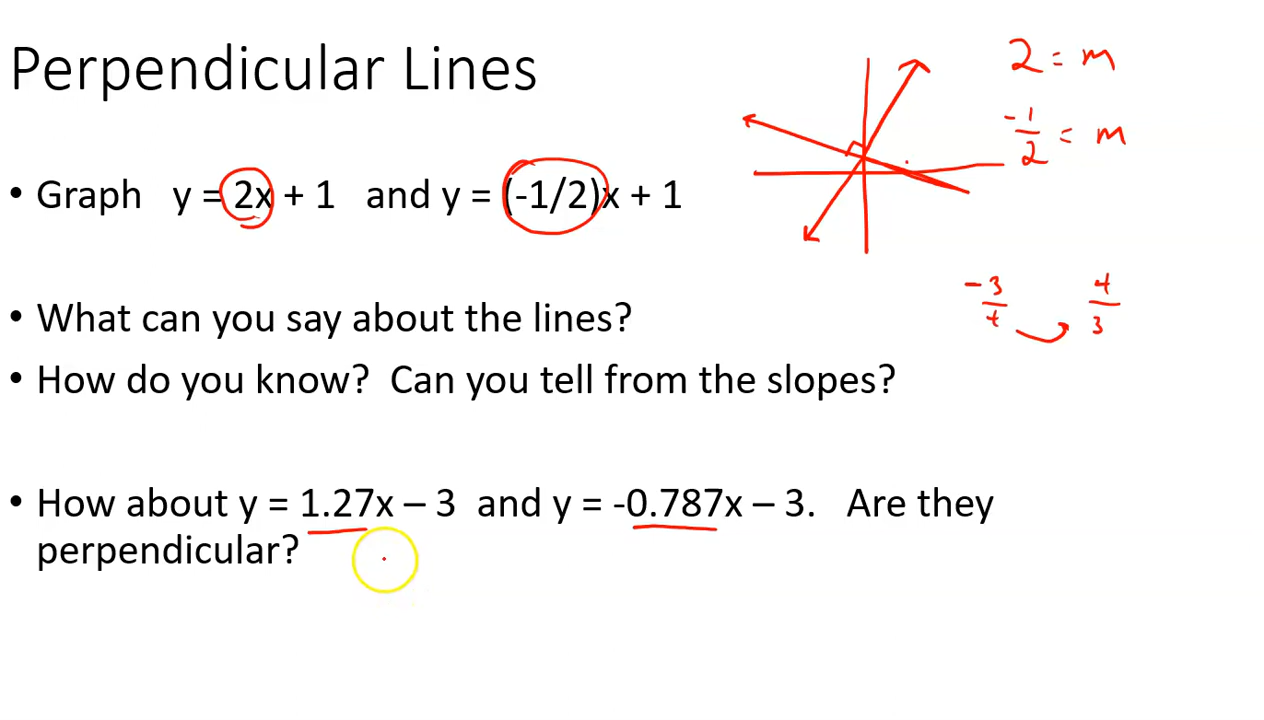 Perpendicular Lines
2 = m
-1/2 = m
• Graph y = 2x + 1 and y = (-1/2)x + 1
-3/4 4/3
• What can you say about the lines?
• How do you know? Can you tell from the slopes?
• How about y = 1.27x – 3 and y = -0.787x – 3. Are they
perpendicular?